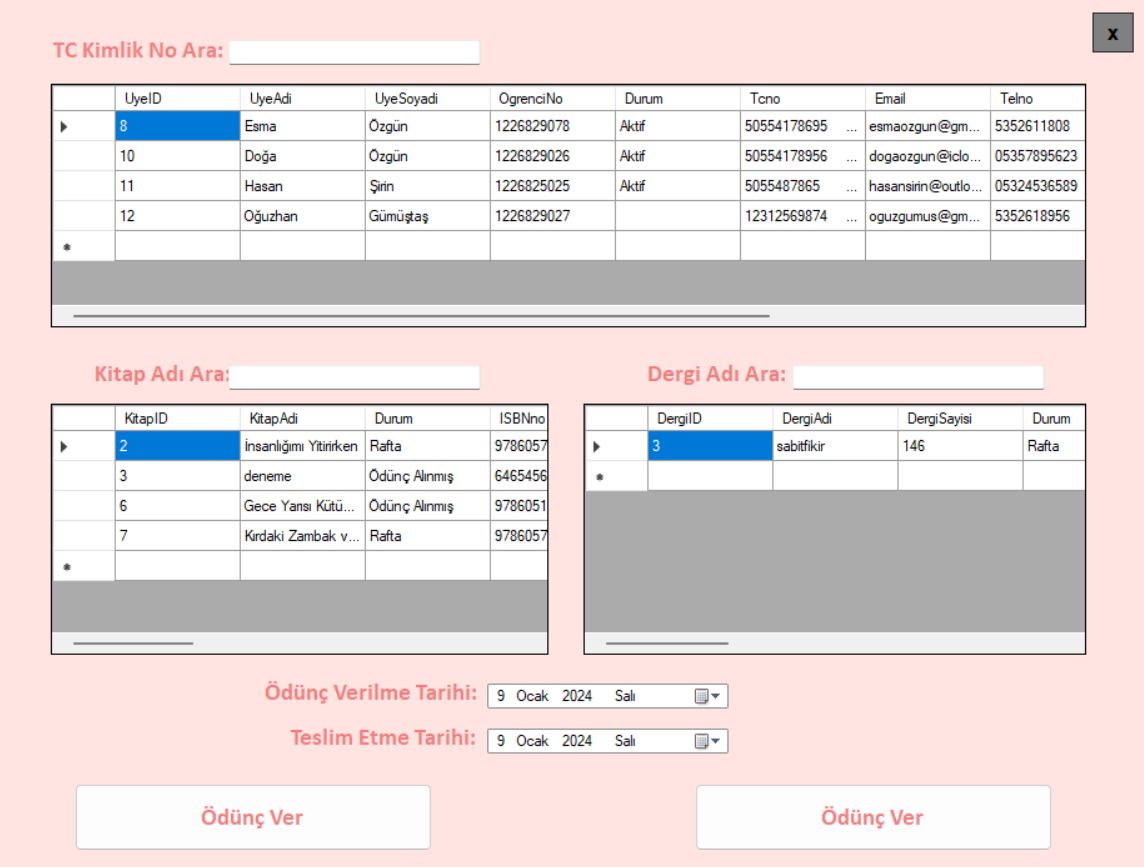 x
TC Kimlik No Ara:
UyeID UyeAdi UyeSoyadi OgrenciNo Durum Tcno Email Telno
8 Esma Özgün 1226829078 Aktif 50554178695 ... esmaozgun@gm... 5352611808
10 Doğa Özgün 1226829026 Aktif 50554178956 ... dogaozgun@iclo... 05357895623
11 Hasan Şirin 1226825025 Aktif 5055487865 ... hasansirin@outlo... 05324536589
12 Oğuzhan Gümüştaş 1226829027 12312569874 ... oguzgumus@gm... 5352618956
Kitap Adı Ara:
KitapID KitapAdi Durum ISBNno
2 İnsanlığımı Yitirirken Rafta 9786057
3 deneme Ödünç Alınmış 6465456
6 Gece Yarısı Kütü... Ödünç Alınmış 9786051
7 Kırdaki Zambak v... Rafta 9786057
Dergi Adı Ara:
DergiID DergiAdi DergiSayisi Durum
3 sabitfikir 146 Rafta
Ödünç Verilme Tarihi: 9 Ocak 2024 Salı
Teslim Etme Tarihi: 9 Ocak 2024 Salı
Ödünç Ver
Ödünç Ver